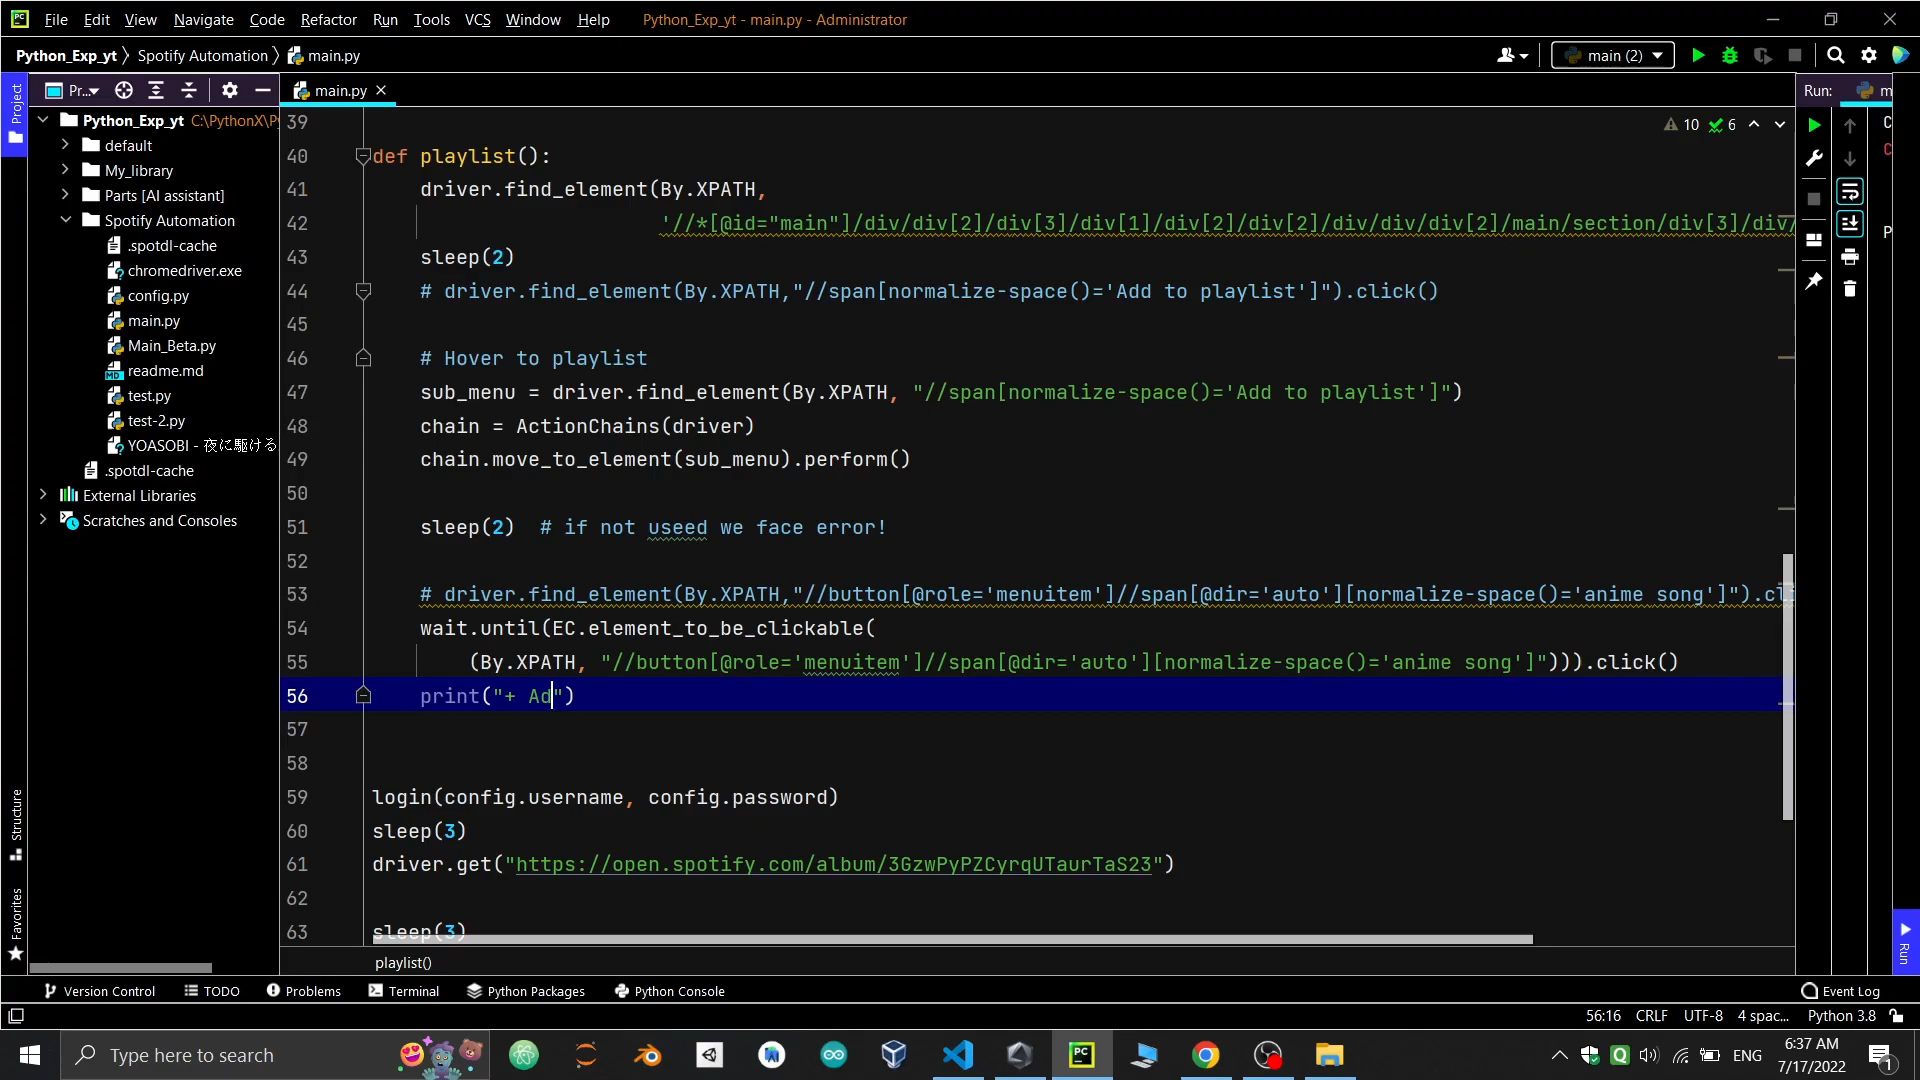 File Edit View Navigate Code Refactor Run Tools VCS Window Help Python_Exp_yt - main.py - Administrator
Python_Exp_yt Spotify Automation main.py main (2)
Pr... main.py Run: m
Project
Python_Exp_yt C:\PythonX\P
default
My_library
Parts [AI assistant]
Spotify Automation
.spotdl-cache
chromedriver.exe
config.py
main.py
Main_Beta.py
readme.md
test.py
test-2.py
YOASOBI - 夜に駆ける
.spotdl-cache
External Libraries
Scratches and Consoles
10 6
39
40 def playlist():
41 driver.find_element(By.XPATH,
42 '//*[@id="main"]/div/div[2]/div[3]/div[1]/div[2]/div[2]/div/div/div[2]/main/section/div[3]/div/
43 sleep(2)
44 # driver.find_element(By.XPATH,"//span[normalize-space()='Add to playlist']").click()
45
46 # Hover to playlist
47 sub_menu = driver.find_element(By.XPATH, "//span[normalize-space()='Add to playlist']")
48 chain = ActionChains(driver)
49 chain.move_to_element(sub_menu).perform()
50
51 sleep(2) # if not useed we face error!
52
53 # driver.find_element(By.XPATH,"//button[@role='menuitem']//span[@dir='auto'][normalize-space()='anime song']").cli
54 wait.until(EC.element_to_be_clickable(
55 (By.XPATH, "//button[@role='menuitem']//span[@dir='auto'][normalize-space()='anime song']"))).click()
56 print("+ Ad")
57
58
59 login(config.username, config.password)
60 sleep(3)
61 driver.get("https://open.spotify.com/album/3GzwPyPZCyrqUTaurTaS23")
62
63 sleep(3)
playlist()
C
C
P
Structure
Favorites
Run
Version Control TODO Problems Terminal Python Packages Python Console Event Log
56:16 CRLF UTF-8 4 spac... Python 3.8
Type here to search
ENG
6:37 AM
7/17/2022
1